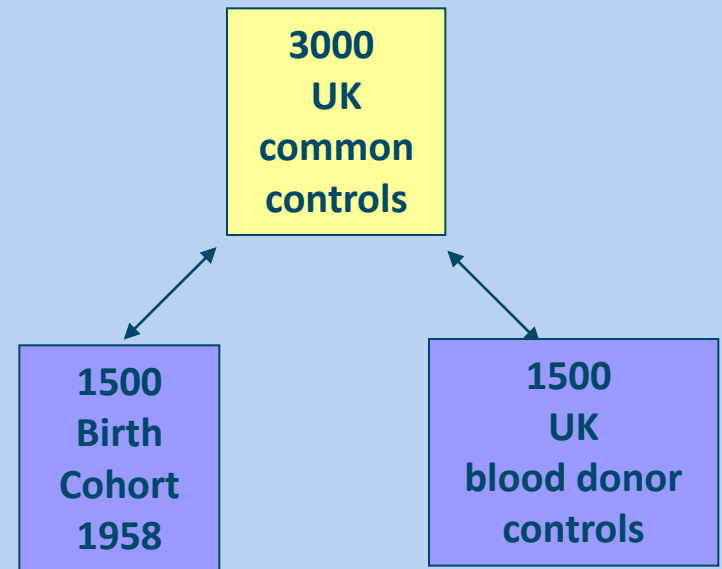 3000
UK
common
controls
1500
Birth
Cohort
1958
1500
UK
blood donor
controls